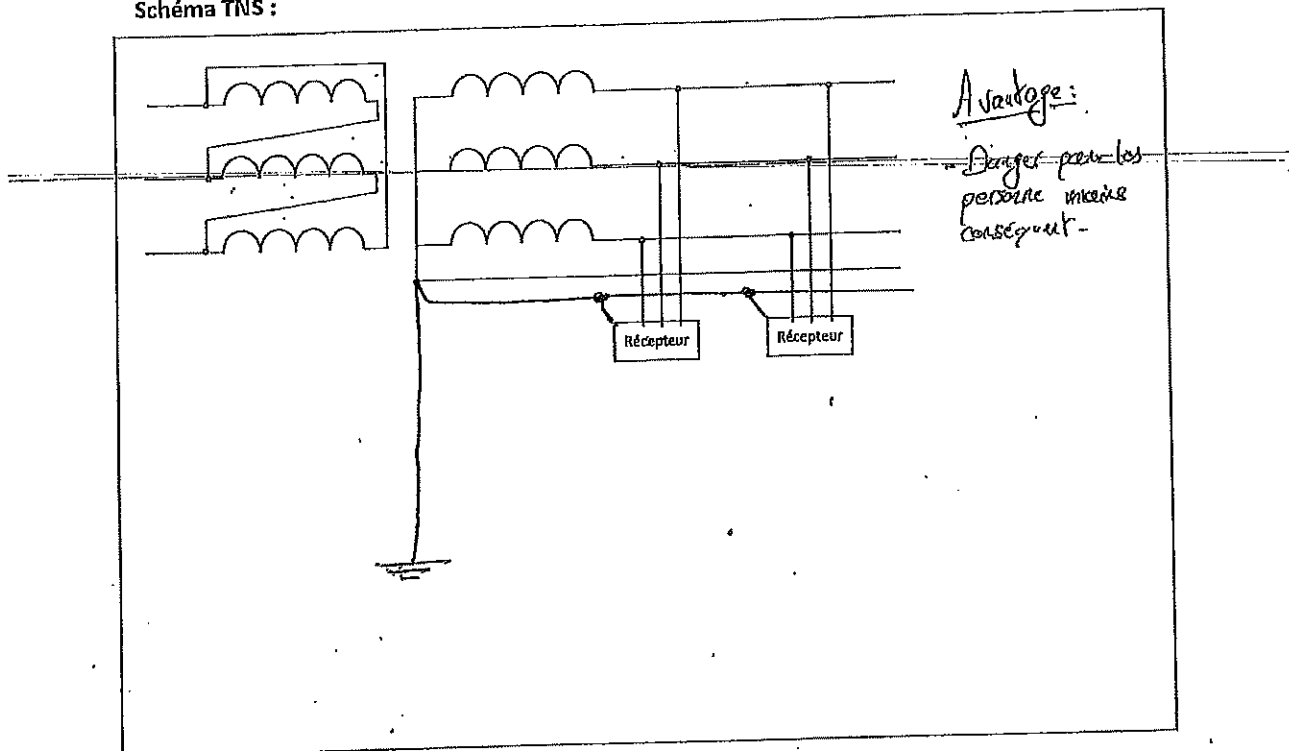 Schéma TNS :
Avantage :
- Danger pour les
personne moins
conséquent -
Récepteur
Récepteur